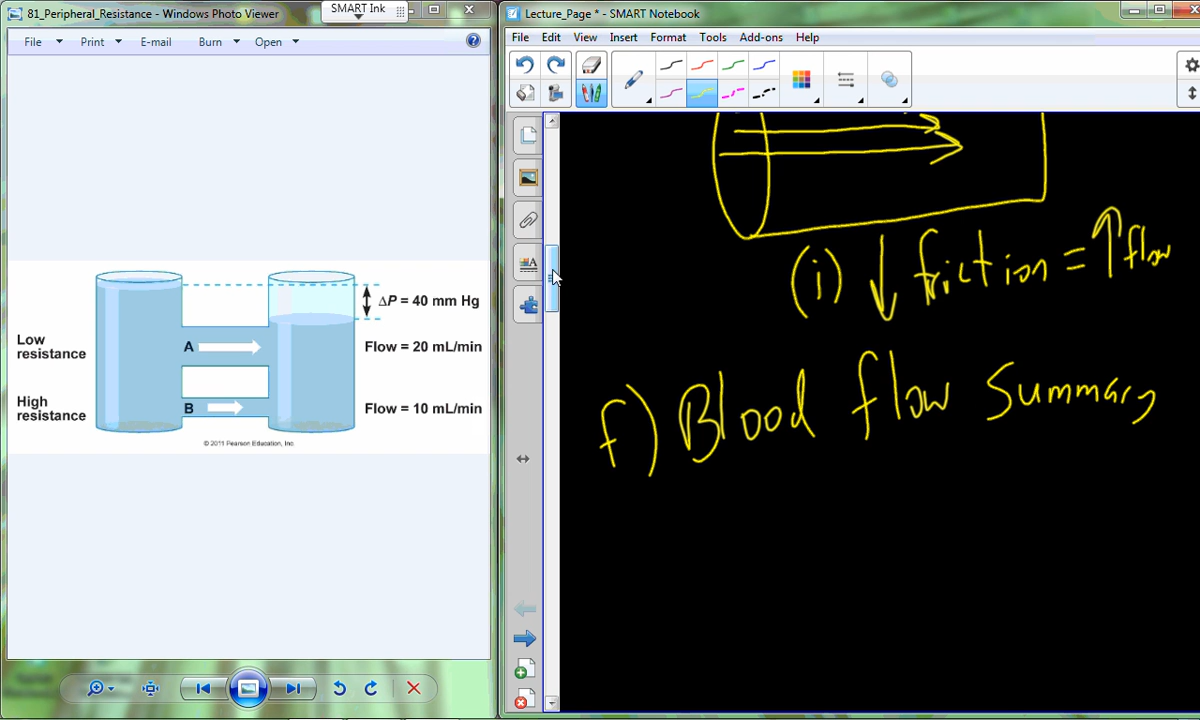 81_Peripheral_Resistance - Windows Photo Viewer
SMART Ink
File Print E-mail Burn Open
Low
resistance
High
resistance
A
B
ΔP = 40 mm Hg
Flow = 20 mL/min
Flow = 10 mL/min
© 2011 Pearson Education, Inc.
Lecture_Page * - SMART Notebook
File Edit View Insert Format Tools Add-ons Help
(i) ↓ friction = ↑ flow
f) Blood flow Summary